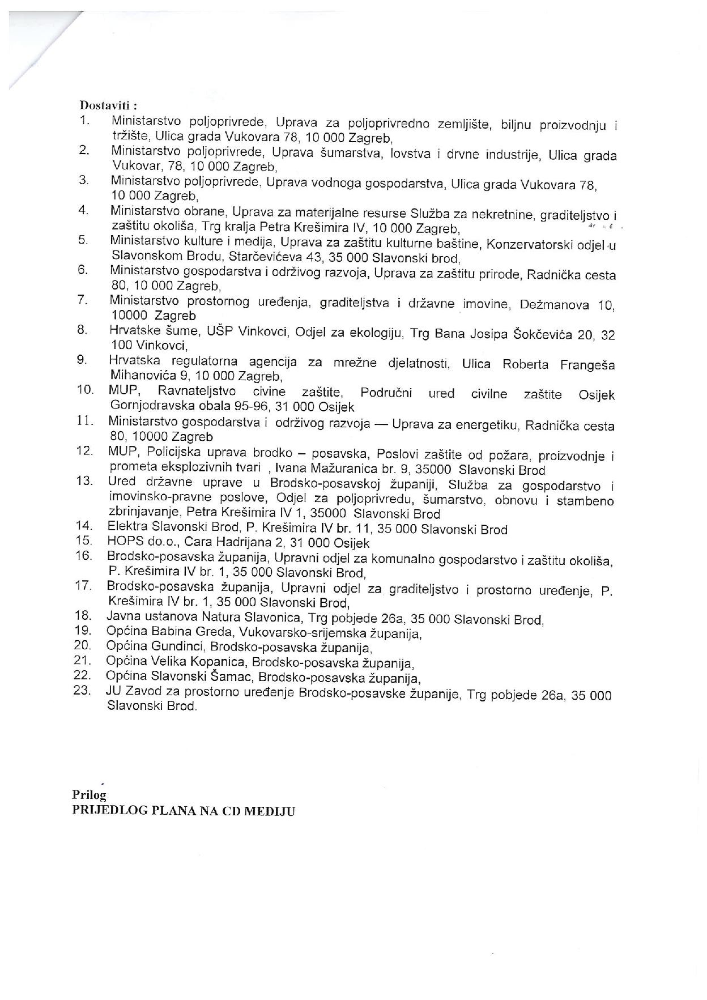 Dostaviti :
1. Ministarstvo poljoprivrede, Uprava za poljoprivredno zemljište, biljnu proizvodnju i
tržište, Ulica grada Vukovara 78, 10 000 Zagreb,
2. Ministarstvo poljoprivrede, Uprava šumarstva, lovstva i drvne industrije, Ulica grada
Vukovar, 78, 10 000 Zagreb,
3. Ministarstvo poljoprivrede, Uprava vodnoga gospodarstva, Ulica grada Vukovara 78,
10 000 Zagreb,
4. Ministarstvo obrane, Uprava za materijalne resurse Služba za nekretnine, graditeljstvo i
zaštitu okoliša, Trg kralja Petra Krešimira IV, 10 000 Zagreb,
5. Ministarstvo kulture i medija, Uprava za zaštitu kulturne baštine, Konzervatorski odjel u
Slavonskom Brodu, Starčevićeva 43, 35 000 Slavonski brod,
6. Ministarstvo gospodarstva i održivog razvoja, Uprava za zaštitu prirode, Radnička cesta
80, 10 000 Zagreb,
7. Ministarstvo prostornog uređenja, graditeljstva i državne imovine, Dežmanova 10,
10000 Zagreb
8. Hrvatske šume, UŠP Vinkovci, Odjel za ekologiju, Trg Bana Josipa Šokčevića 20, 32
100 Vinkovci,
9. Hrvatska regulatorna agencija za mrežne djelatnosti, Ulica Roberta Frangeša
Mihanovića 9, 10 000 Zagreb,
10. MUP, Ravnateljstvo civine zaštite, Područni ured civilne zaštite Osijek
Gornjodravska obala 95-96, 31 000 Osijek
11. Ministarstvo gospodarstva i održivog razvoja — Uprava za energetiku, Radnička cesta
80, 10000 Zagreb
12. MUP, Policijska uprava brodko – posavska, Poslovi zaštite od požara, proizvodnje i
prometa eksplozivnih tvari , Ivana Mažuranica br. 9, 35000 Slavonski Brod
13. Ured državne uprave u Brodsko-posavskoj županiji, Služba za gospodarstvo i
imovinsko-pravne poslove, Odjel za poljoprivredu, šumarstvo, obnovu i stambeno
zbrinjavanje, Petra Krešimira IV 1, 35000 Slavonski Brod
14. Elektra Slavonski Brod, P. Krešimira IV br. 11, 35 000 Slavonski Brod
15. HOPS do.o., Cara Hadrijana 2, 31 000 Osijek
16. Brodsko-posavska županija, Upravni odjel za komunalno gospodarstvo i zaštitu okoliša,
P. Krešimira IV br. 1, 35 000 Slavonski Brod,
17. Brodsko-posavska županija, Upravni odjel za graditeljstvo i prostorno uređenje, P.
Krešimira IV br. 1, 35 000 Slavonski Brod,
18. Javna ustanova Natura Slavonica, Trg pobjede 26a, 35 000 Slavonski Brod,
19. Općina Babina Greda, Vukovarsko-srijemska županija,
20. Općina Gundinci, Brodsko-posavska županija,
21. Općina Velika Kopanica, Brodsko-posavska županija,
22. Općina Slavonski Šamac, Brodsko-posavska županija,
23. JU Zavod za prostorno uređenje Brodsko-posavske županije, Trg pobjede 26a, 35 000
Slavonski Brod.
Prilog
PRIJEDLOG PLANA NA CD MEDIJU